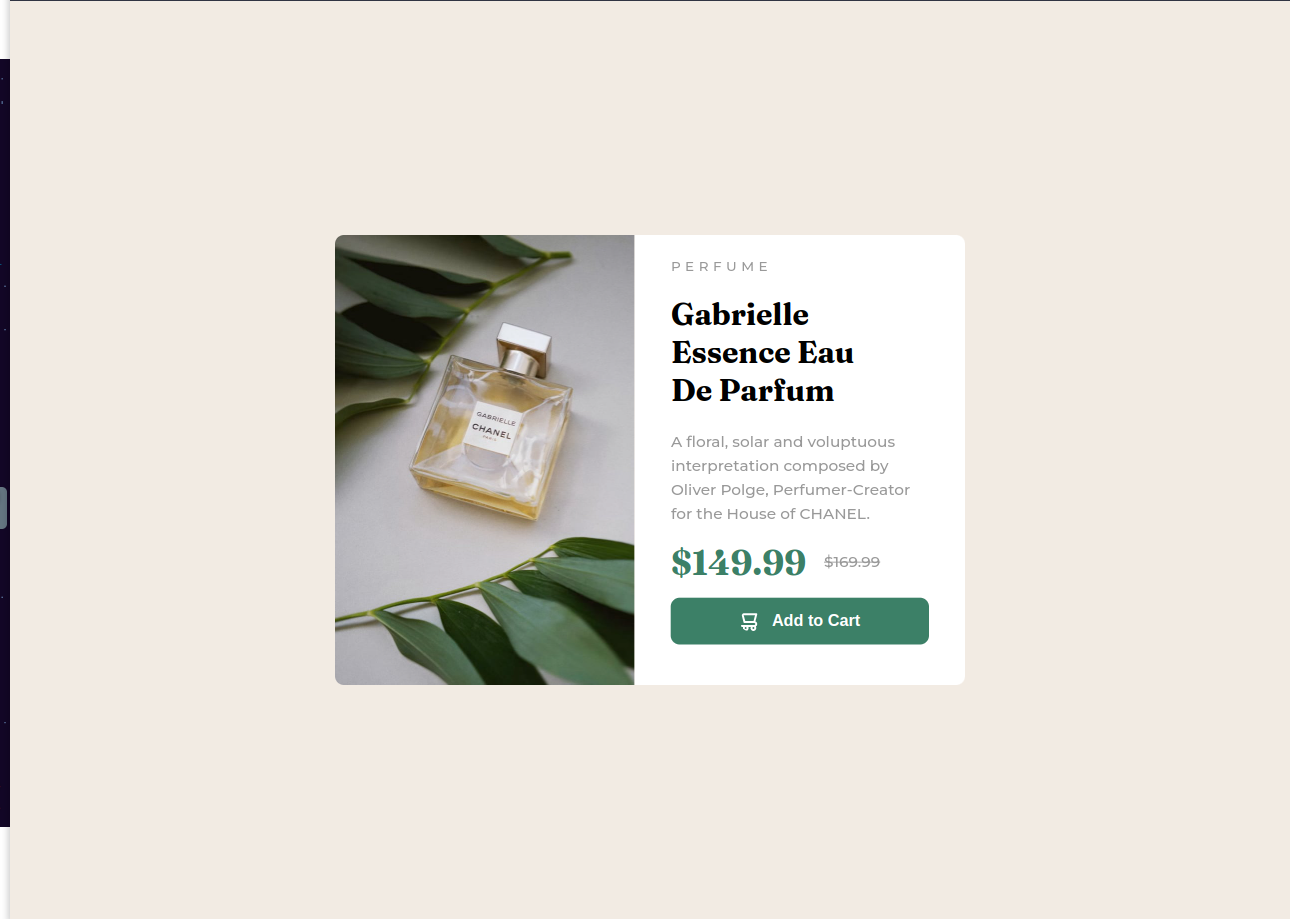 PERFUME
Gabrielle
Essence Eau
De Parfum
A floral, solar and voluptuous
interpretation composed by
Oliver Polge, Perfumer-Creator
for the House of CHANEL.
$149.99 $169.99
Add to Cart
GABRIELLE
CHANEL
PARIS